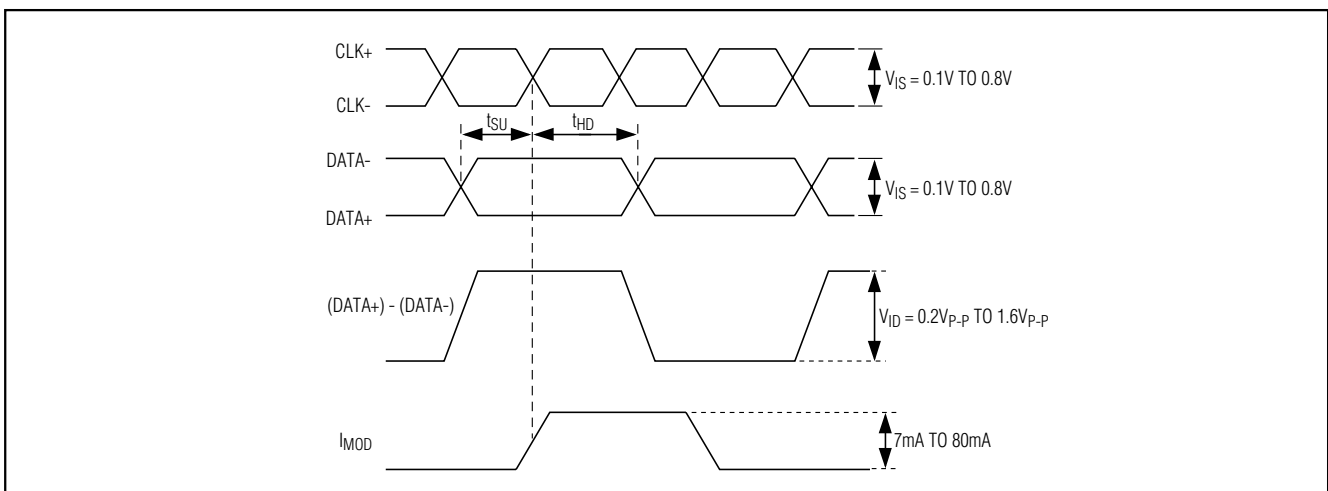 CLK+
V_IS = 0.1V TO 0.8V
CLK-
t_SU
t_HD
DATA-
V_IS = 0.1V TO 0.8V
DATA+
(DATA+) - (DATA-)
V_ID = 0.2V_P-P TO 1.6V_P-P
I_MOD
7mA TO 80mA